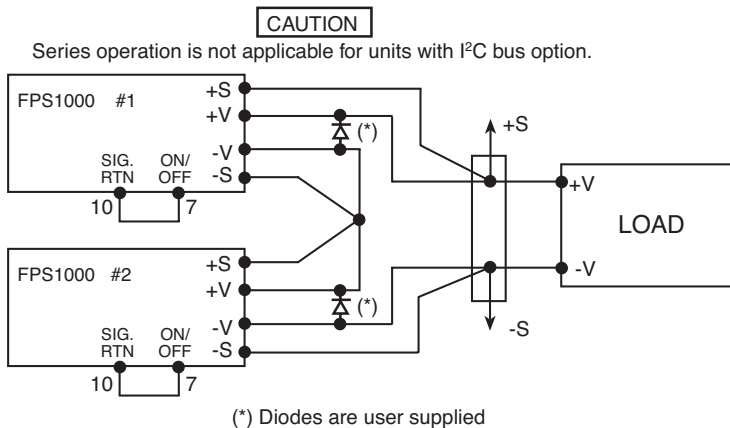 CAUTION
Series operation is not applicable for units with I²C bus option.
FPS1000 #1
+S
+V
-V
-S
SIG. RTN
ON/ OFF
10
7
(*)
+S
+V
LOAD
-V
-S
FPS1000 #2
+S
+V
-V
-S
SIG. RTN
ON/ OFF
10
7
(*)
(*) Diodes are user supplied